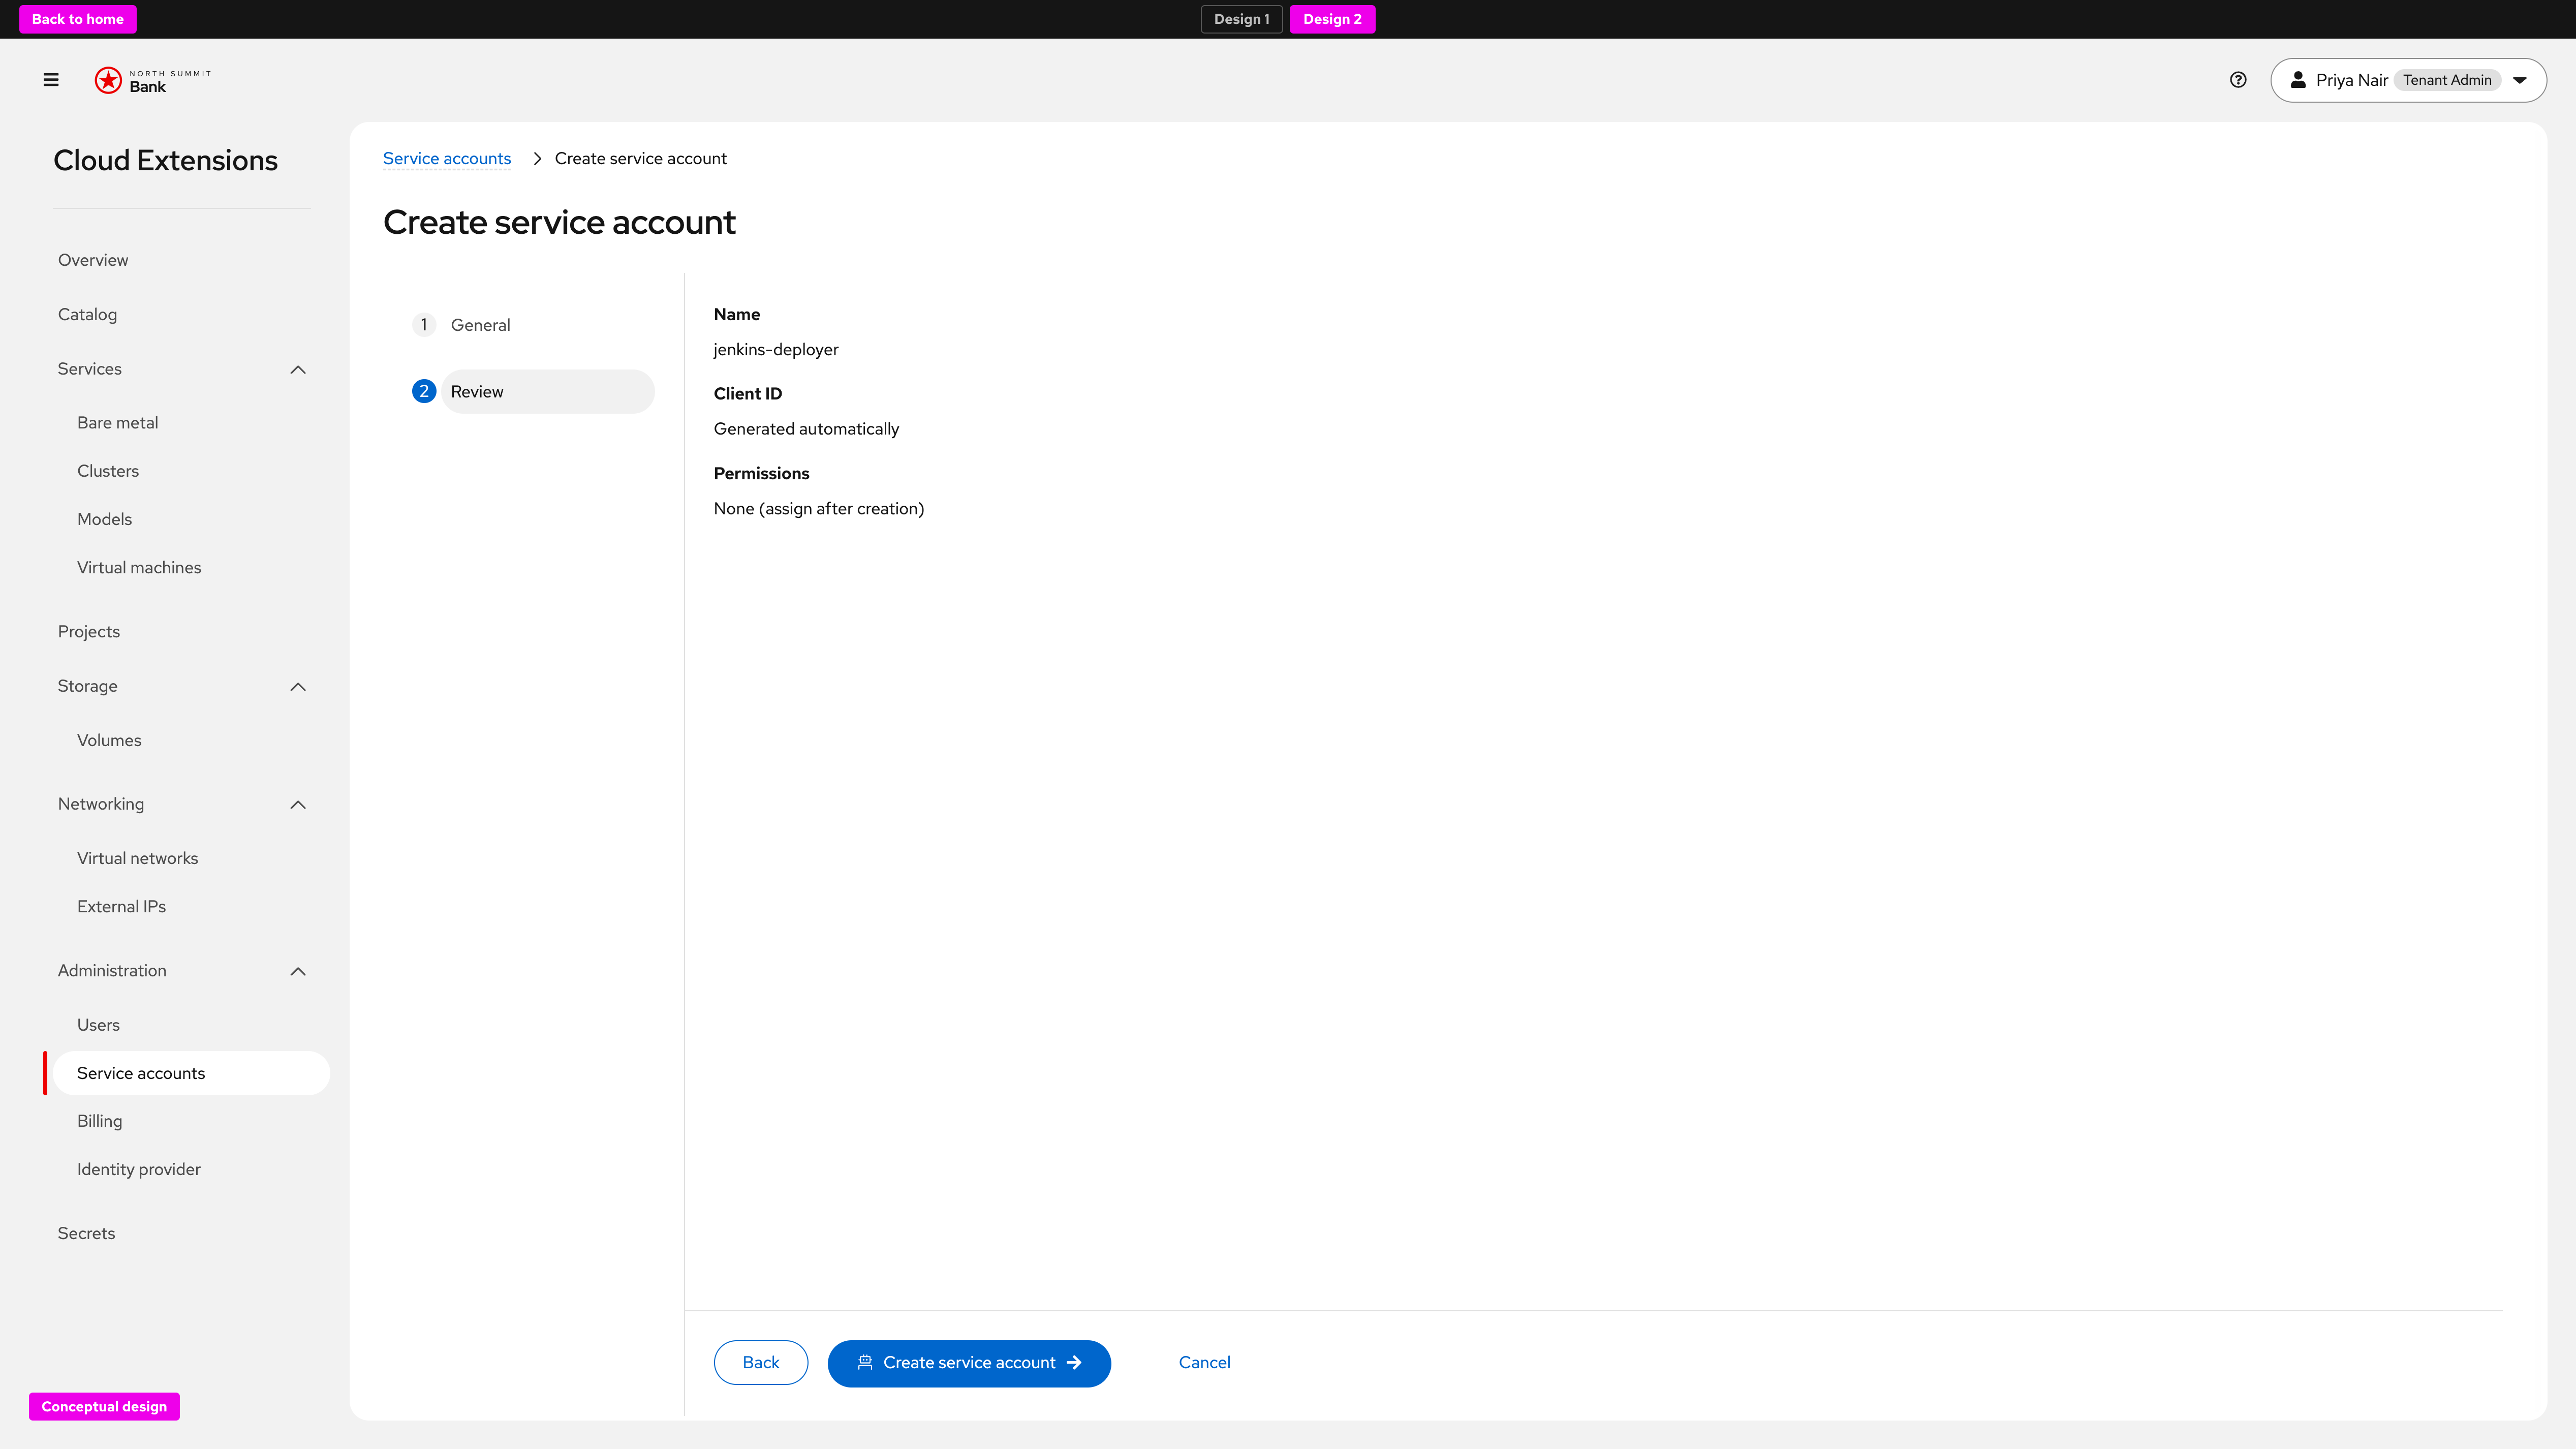 Back to home
Design 1
Design 2
NORTH SUMMIT
Bank
Priya Nair
Tenant Admin
Cloud Extensions
Overview
Catalog
Services
Bare metal
Clusters
Models
Virtual machines
Projects
Storage
Volumes
Networking
Virtual networks
External IPs
Administration
Users
Service accounts
Billing
Identity provider
Secrets
Conceptual design
Service accounts
Create service account
Create service account
1 General
2 Review
Name
jenkins-deployer
Client ID
Generated automatically
Permissions
None (assign after creation)
Back
Create service account
Cancel